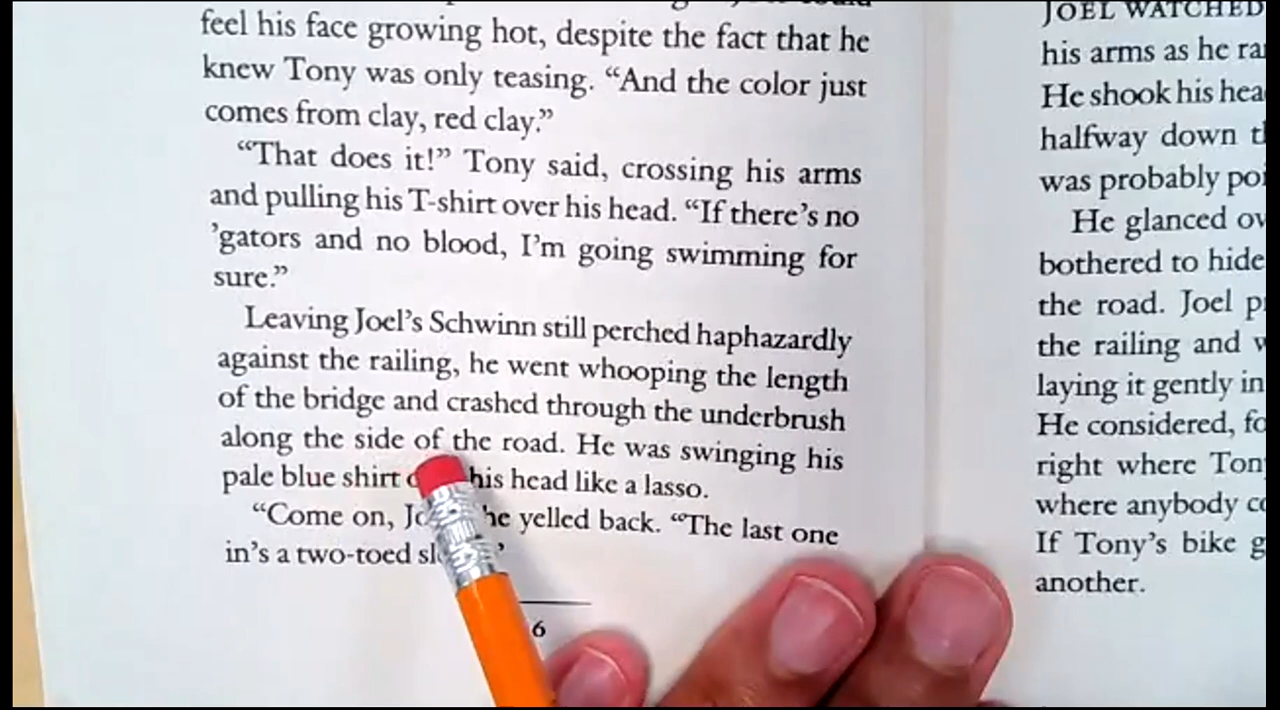 feel his face growing hot, despite the fact that he
knew Tony was only teasing. “And the color just
comes from clay, red clay.”
“That does it!” Tony said, crossing his arms
and pulling his T-shirt over his head. “If there’s no
’gators and no blood, I’m going swimming for
sure.”
Leaving Joel’s Schwinn still perched haphazardly
against the railing, he went whooping the length
of the bridge and crashed through the underbrush
along the side of the road. He was swinging his
pale blue shirt his head like a lasso.
“Come on, he yelled back. “The last one
in’s a two-toed
6
JOEL WATCHED
his arms as he
He shook his
halfway down
was probably
He glanced
bothered to hide
the road. Joel
the railing and
laying it gently in
He considered,
right where
where anybody
If Tony’s bike
another.